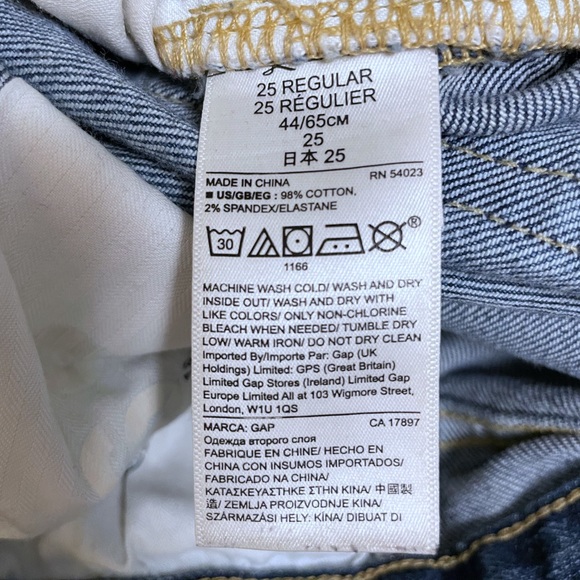 25 REGULAR
25 RÉGULIER
44/65CM
25
日本 25
MADE IN CHINA RN 54023
US/GB/EG : 98% COTTON,
2% SPANDEX/ELASTANE
30 ®
1166
MACHINE WASH COLD/ WASH AND DRY
INSIDE OUT/ WASH AND DRY WITH
LIKE COLORS/ ONLY NON-CHLORINE
BLEACH WHEN NEEDED/ TUMBLE DRY
LOW/ WARM IRON/ DO NOT DRY CLEAN
Imported By/Importe Par: Gap (UK
Holdings) Limited: GPS (Great Britain)
Limited Gap Stores (Ireland) Limited Gap
Europe Limited All at 103 Wigmore Street,
London, W1U 1QS
MARCA: GAP CA 17897
Одежда второго слоя
FABRIQUE EN CHINE/ HECHO EN
CHINA CON INSUMOS IMPORTADOS/
FABRICADO EM CHINA/
ΚΑΤΑΣΚΕΥΑΣΤΗΚΕ ΣΤΗΝ ΚΙΝΑ/ 中國製
造/ ZEMLJA PROIZVODNJE KINA/
SZÁRMAZÁSI HELY: KÍNA/ DIBUAT DI